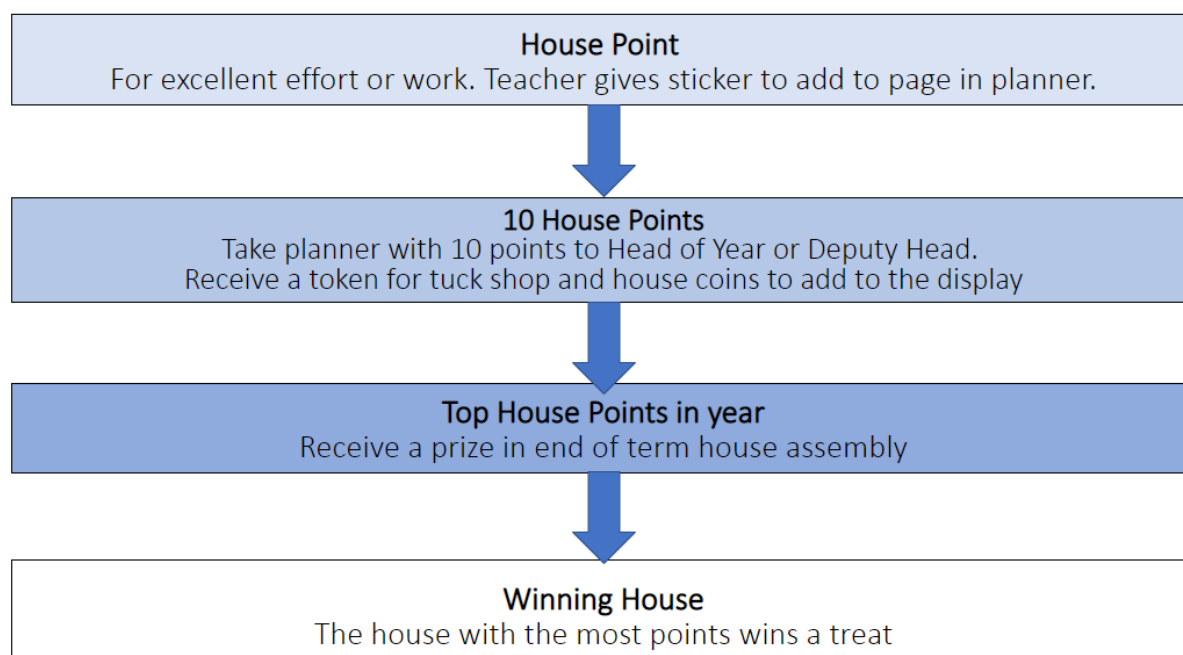 House Point
For excellent effort or work. Teacher gives sticker to add to page in planner.
10 House Points
Take planner with 10 points to Head of Year or Deputy Head.
Receive a token for tuck shop and house coins to add to the display
Top House Points in year
Receive a prize in end of term house assembly
Winning House
The house with the most points wins a treat